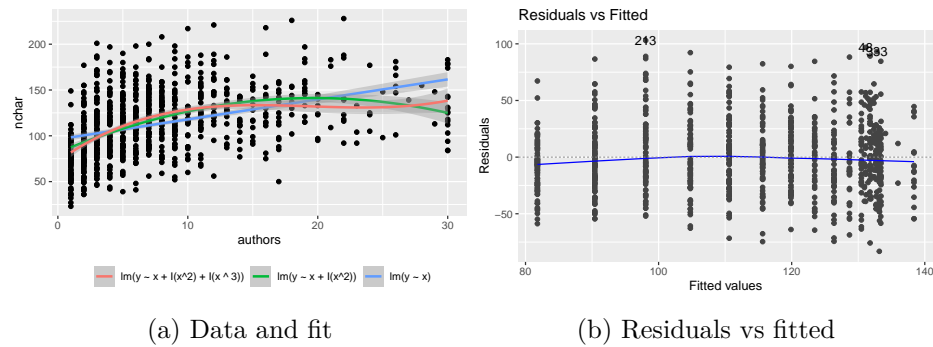 200
150
100
50
nchar
0
10
20
30
authors
lm(y ~ x + I(x^2) + I(x ^ 3))
lm(y ~ x + I(x^2))
lm(y ~ x)
(a) Data and fit
Residuals vs Fitted
100
50
0
−50
Residuals
213
48
80
100
120
140
Fitted values
(b) Residuals vs fitted